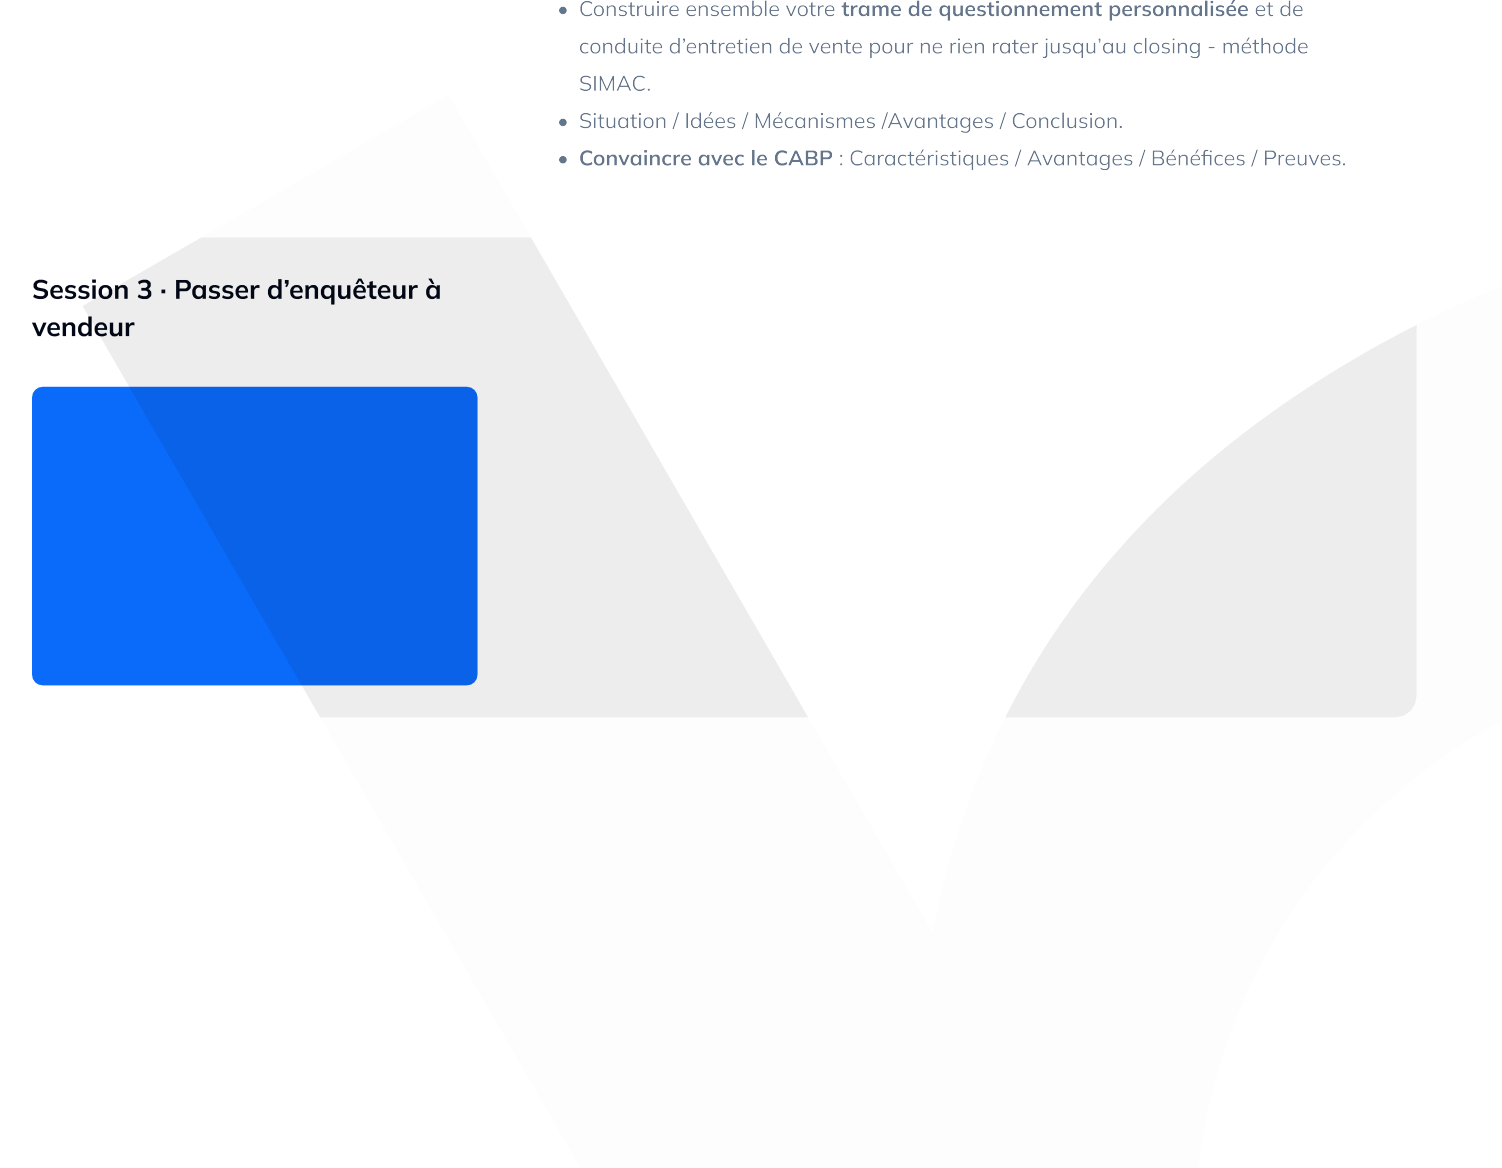 Construire ensemble votre trame de questionnement personnalisée et de
conduite d’entretien de vente pour ne rien rater jusqu’au closing - méthode
SIMAC.
Situation / Idées / Mécanismes /Avantages / Conclusion.
Convaincre avec le CABP : Caractéristiques / Avantages / Bénéfices / Preuves.
Session 3 · Passer d’enquêteur à
vendeur